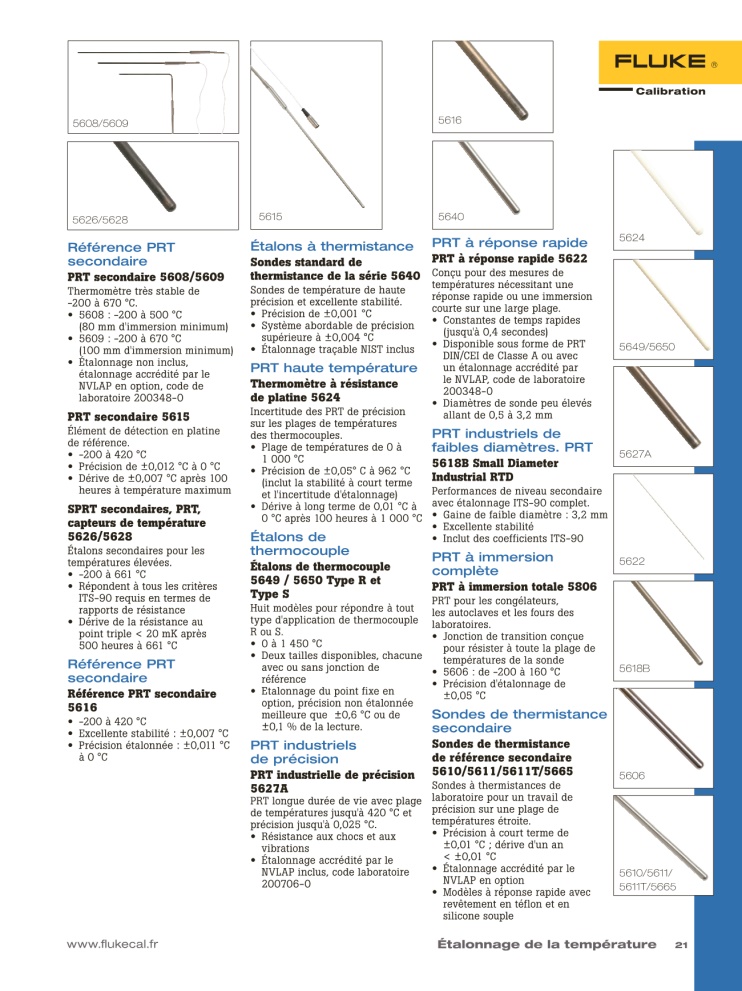 FLUKE ®
Calibration
5608/5609
5626/5628
5615
5616
5640
5624
5649/5650
5627A
5622
5618B
5606
5610/5611/
5611T/5665
Référence PRT
secondaire
PRT secondaire 5608/5609
Thermomètre très stable de
-200 à 670 °C.
• 5608 : -200 à 500 °C
(80 mm d'immersion minimum)
• 5609 : -200 à 670 °C
(100 mm d'immersion minimum)
• Étalonnage non inclus,
étalonnage accrédité par le
NVLAP en option, code de
laboratoire 200348-0
PRT secondaire 5615
Élément de détection en platine
de référence.
• -200 à 420 °C
• Précision de ±0,012 °C à 0 °C
• Dérive de ±0,007 °C après 100
heures à température maximum
SPRT secondaires, PRT,
capteurs de température
5626/5628
Étalons secondaires pour les
températures élevées.
• -200 à 661 °C
• Répondent à tous les critères
ITS-90 requis en termes de
rapports de résistance
• Dérive de la résistance au
point triple < 20 mK après
500 heures à 661 °C
Référence PRT
secondaire
Référence PRT secondaire
5616
• -200 à 420 °C
• Excellente stabilité : ±0,007 °C
• Précision étalonnée : ±0,011 °C
à 0 °C
Étalons à thermistance
Sondes standard de
thermistance de la série 5640
Sondes de température de haute
précision et excellente stabilité.
• Précision de ±0,001 °C
• Système abordable de précision
supérieure à ±0,004 °C
• Étalonnage traçable NIST inclus
PRT haute température
Thermomètre à résistance
de platine 5624
Incertitude des PRT de précision
sur les plages de températures
des thermocouples.
• Plage de températures de 0 à
1 000 °C
• Précision de ±0,05° C à 962 °C
(inclut la stabilité à court terme
et l'incertitude d'étalonnage)
• Dérive à long terme de 0,01 °C à
0 °C après 100 heures à 1 000 °C
Étalons de
thermocouple
Étalons de thermocouple
5649 / 5650 Type R et
Type S
Huit modèles pour répondre à tout
type d'application de thermocouple
R ou S.
• 0 à 1 450 °C
• Deux tailles disponibles, chacune
avec ou sans jonction de
référence
• Etalonnage du point fixe en
option, précision non étalonnée
meilleure que ±0,6 °C ou de
±0,1 % de la lecture.
PRT industriels
de précision
PRT industrielle de précision
5627A
PRT longue durée de vie avec plage
de températures jusqu'à 420 °C et
précision jusqu'à 0,025 °C.
• Résistance aux chocs et aux
vibrations
• Étalonnage accrédité par le
NVLAP inclus, code laboratoire
200706-0
PRT à réponse rapide
PRT à réponse rapide 5622
Conçu pour des mesures de
températures nécessitant une
réponse rapide ou une immersion
courte sur une large plage.
• Constantes de temps rapides
(jusqu'à 0,4 secondes)
• Disponible sous forme de PRT
DIN/CEI de Classe A ou avec
un étalonnage accrédité par
le NVLAP, code de laboratoire
200348-0
• Diamètres de sonde peu élevés
allant de 0,5 à 3,2 mm
PRT industriels de
faibles diamètres. PRT
5618B Small Diameter
Industrial RTD
Performances de niveau secondaire
avec étalonnage ITS-90 complet.
• Gaine de faible diamètre : 3,2 mm
• Excellente stabilité
• Inclut des coefficients ITS-90
PRT à immersion
complète
PRT à immersion totale 5806
PRT pour les congélateurs,
les autoclaves et les fours des
laboratoires.
• Jonction de transition conçue
pour résister à toute la plage de
températures de la sonde
• 5606 : de -200 à 160 °C
• Précision d'étalonnage de
±0,05 °C
Sondes de thermistance
secondaire
Sondes de thermistance
de référence secondaire
5610/5611/5611T/5665
Sondes à thermistances de
laboratoire pour un travail de
précision sur une plage de
températures étroite.
• Précision à court terme de
±0,01 °C ; dérive d'un an
< ±0,01 °C
• Étalonnage accrédité par le
NVLAP en option
• Modèles à réponse rapide avec
revêtement en téflon et en
silicone souple
www.flukecal.fr
Étalonnage de la température 21